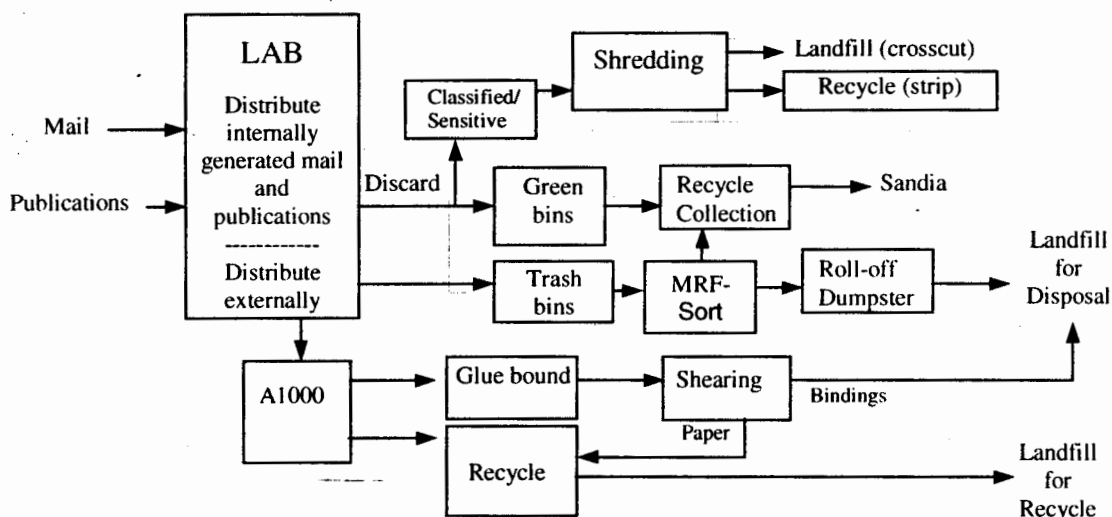 LAB
Distribute
internally
generated mail
and
publications
------------
Distribute
externally
Mail
Publications
Discard
Classified/
Sensitive
Shredding
Landfill (crosscut)
Recycle (strip)
Green
bins
Recycle
Collection
Sandia
Trash
bins
MRF-
Sort
Roll-off
Dumpster
Landfill
for
Disposal
A1000
Glue bound
Shearing
Bindings
Paper
Recycle
Landfill
for
Recycle